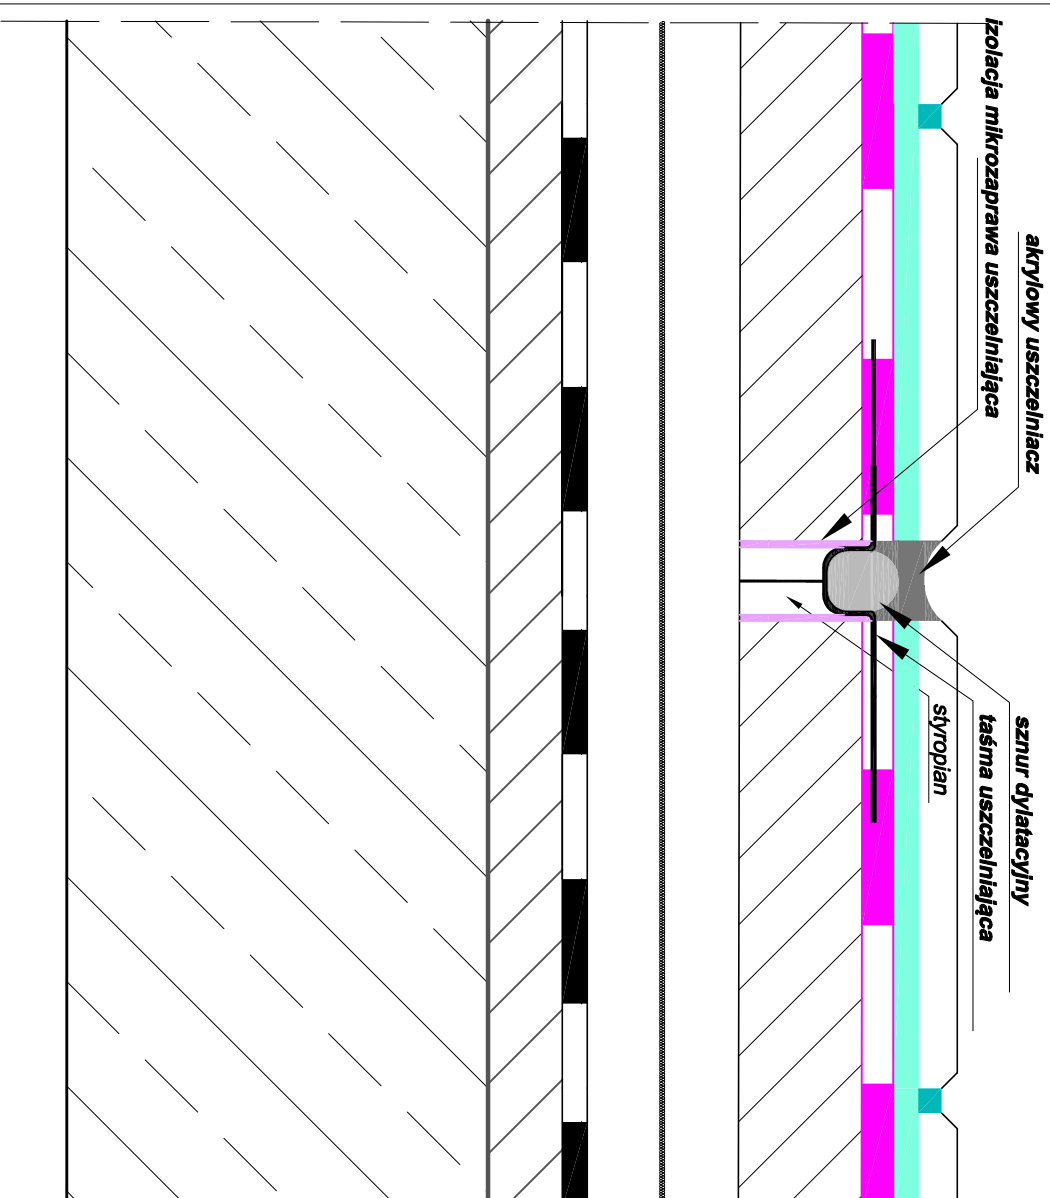 akrylowy uszczelniacz
izolacja mikrozaprawa uszczelniająca
sznur dylatacyjny
taśma uszczelniająca
styropian